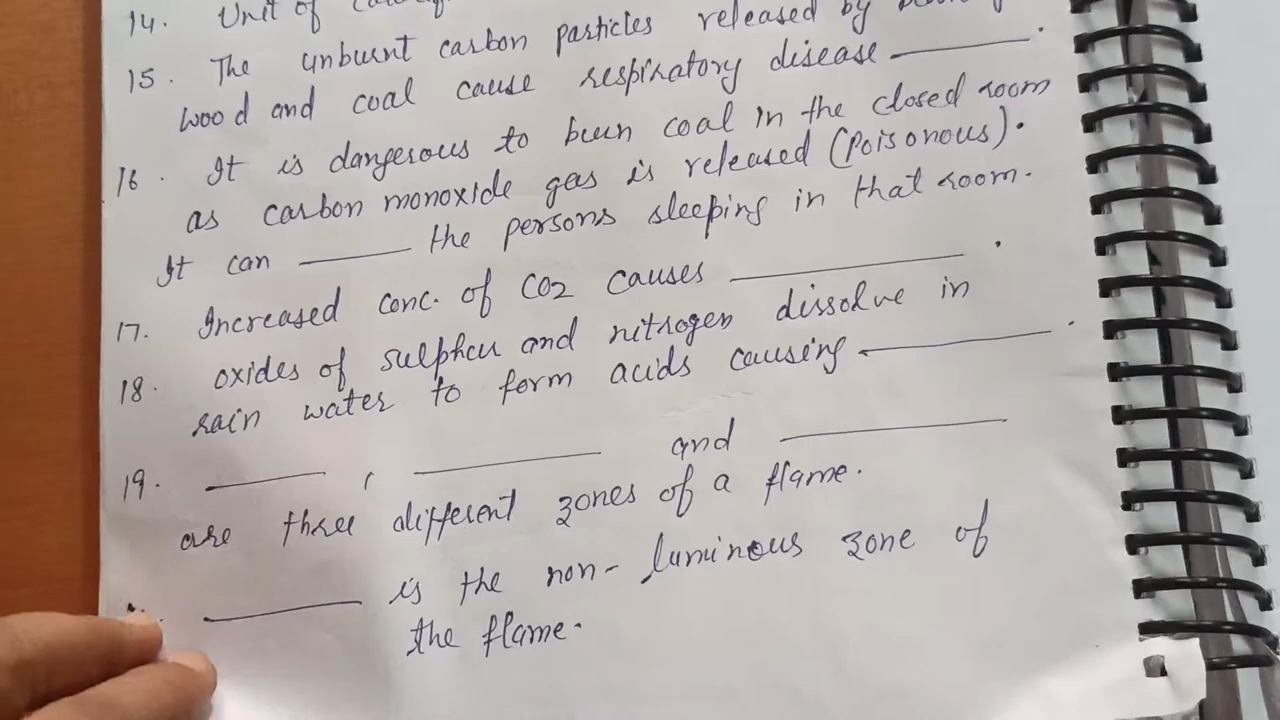 14. Unit of
15. The unburnt carbon particles released by
wood and coal cause respiratory disease ______.
16. It is dangerous to burn coal in the closed room
as carbon monoxide gas is released (Poisonous).
It can ______ the persons sleeping in that room.
17. Increased conc. of CO2 causes ______.
18. oxides of sulpher and nitrogen dissolve in
rain water to form acids causing ______.
19. ______, ______ and ______
are three different zones of a flame.
______ is the non-luminous zone of
the flame.